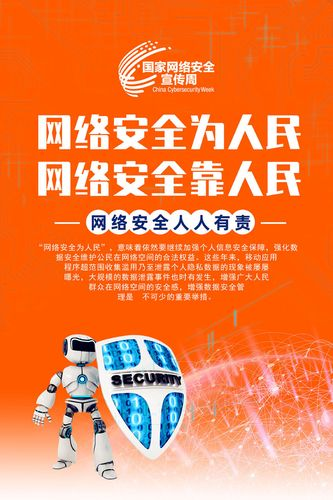 国家网络安全
宣传周
China Cybersecurity Week
网络安全为人民
网络安全靠人民
网络安全人人有责
“网络安全为人民”，意味着依然要继续加强个人信息安全保障，强化数
据安全维护公民在网络空间的合法权益。这些年来，移动应用
程序超范围收集滥用乃至泄露个人隐私数据的现象被屡屡
曝光，大规模的数据泄露事件也时有发生，增强广大人民
群众在网络空间的安全感，增强数据安全管
理是 不可少的重要举措。
SECURITY